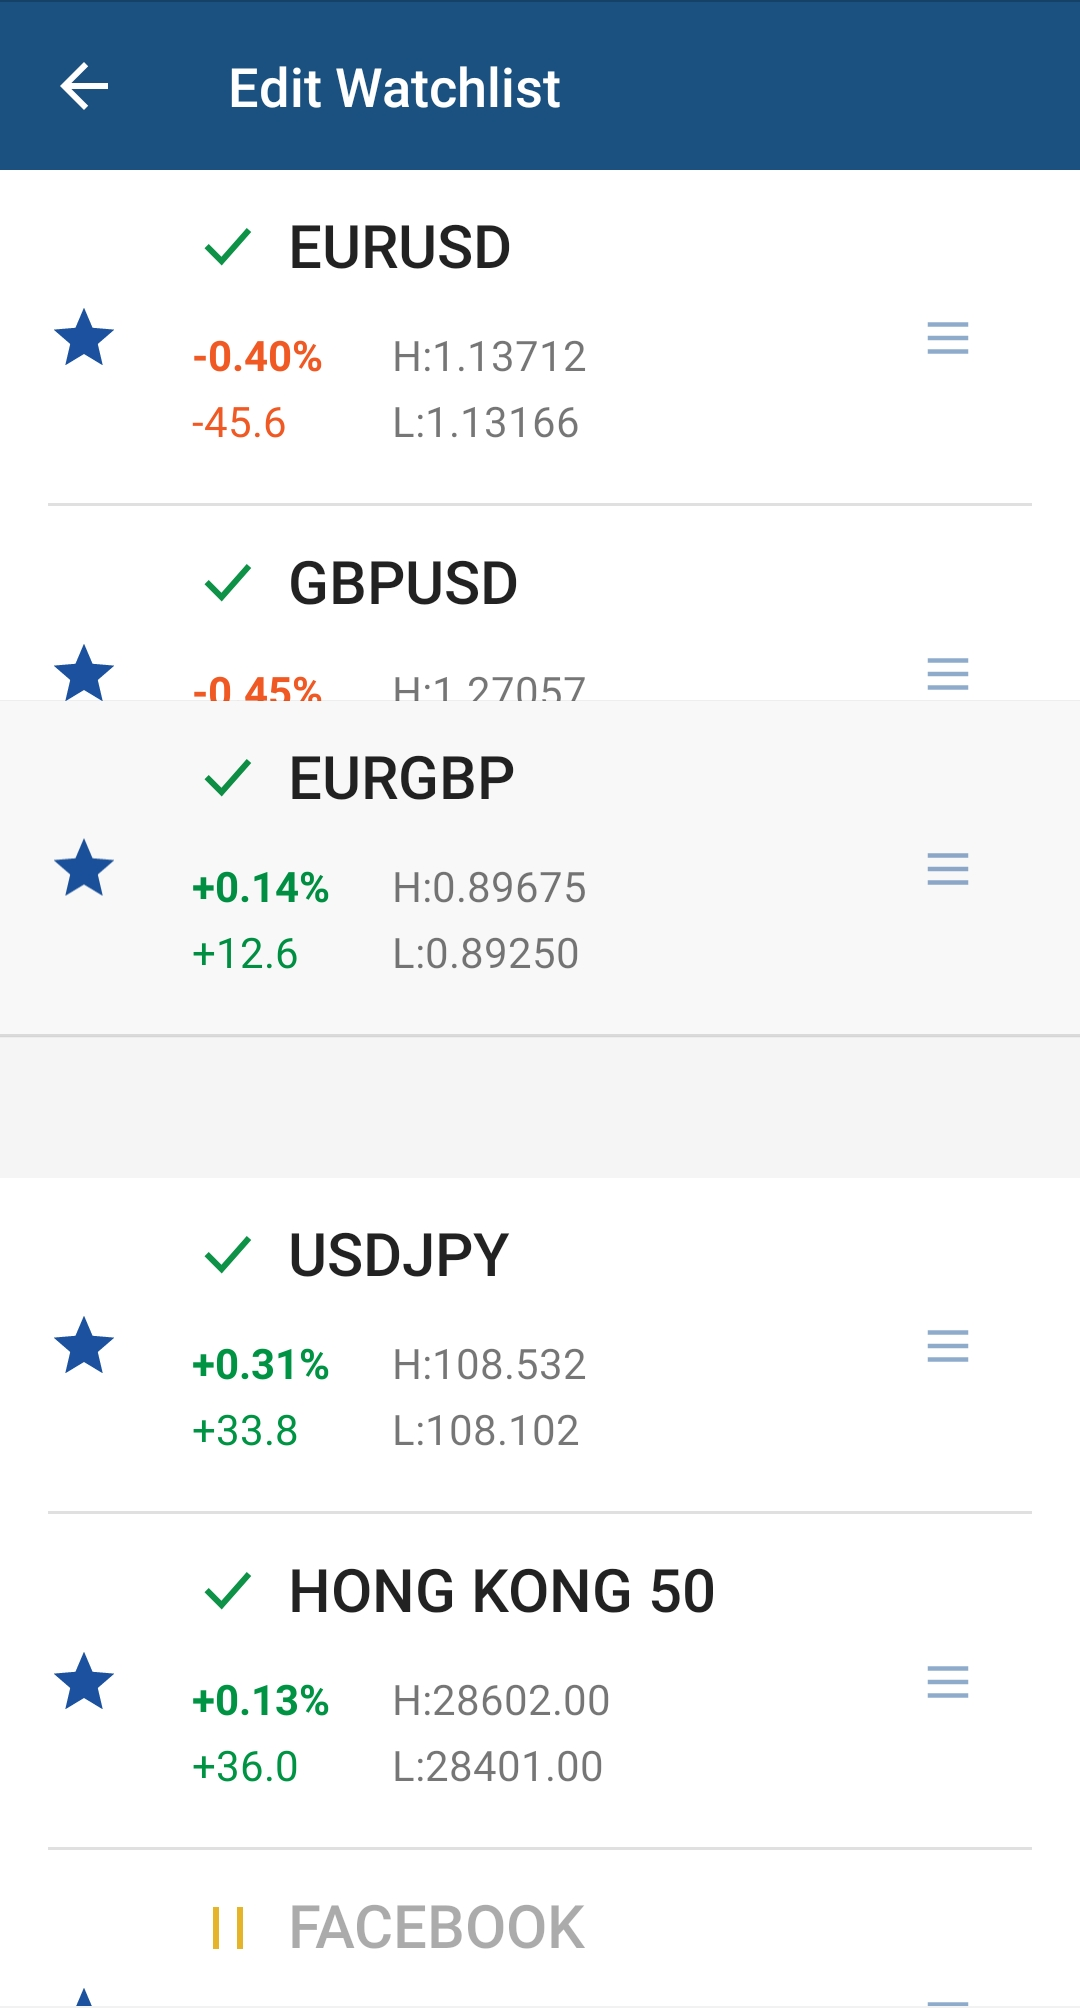 Edit Watchlist
EURUSD
-0.40% H:1.13712
-45.6 L:1.13166
GBPUSD
-0.45% H:1.27057
EURGBP
+0.14% H:0.89675
+12.6 L:0.89250
USDJPY
+0.31% H:108.532
+33.8 L:108.102
HONG KONG 50
+0.13% H:28602.00
+36.0 L:28401.00
FACEBOOK